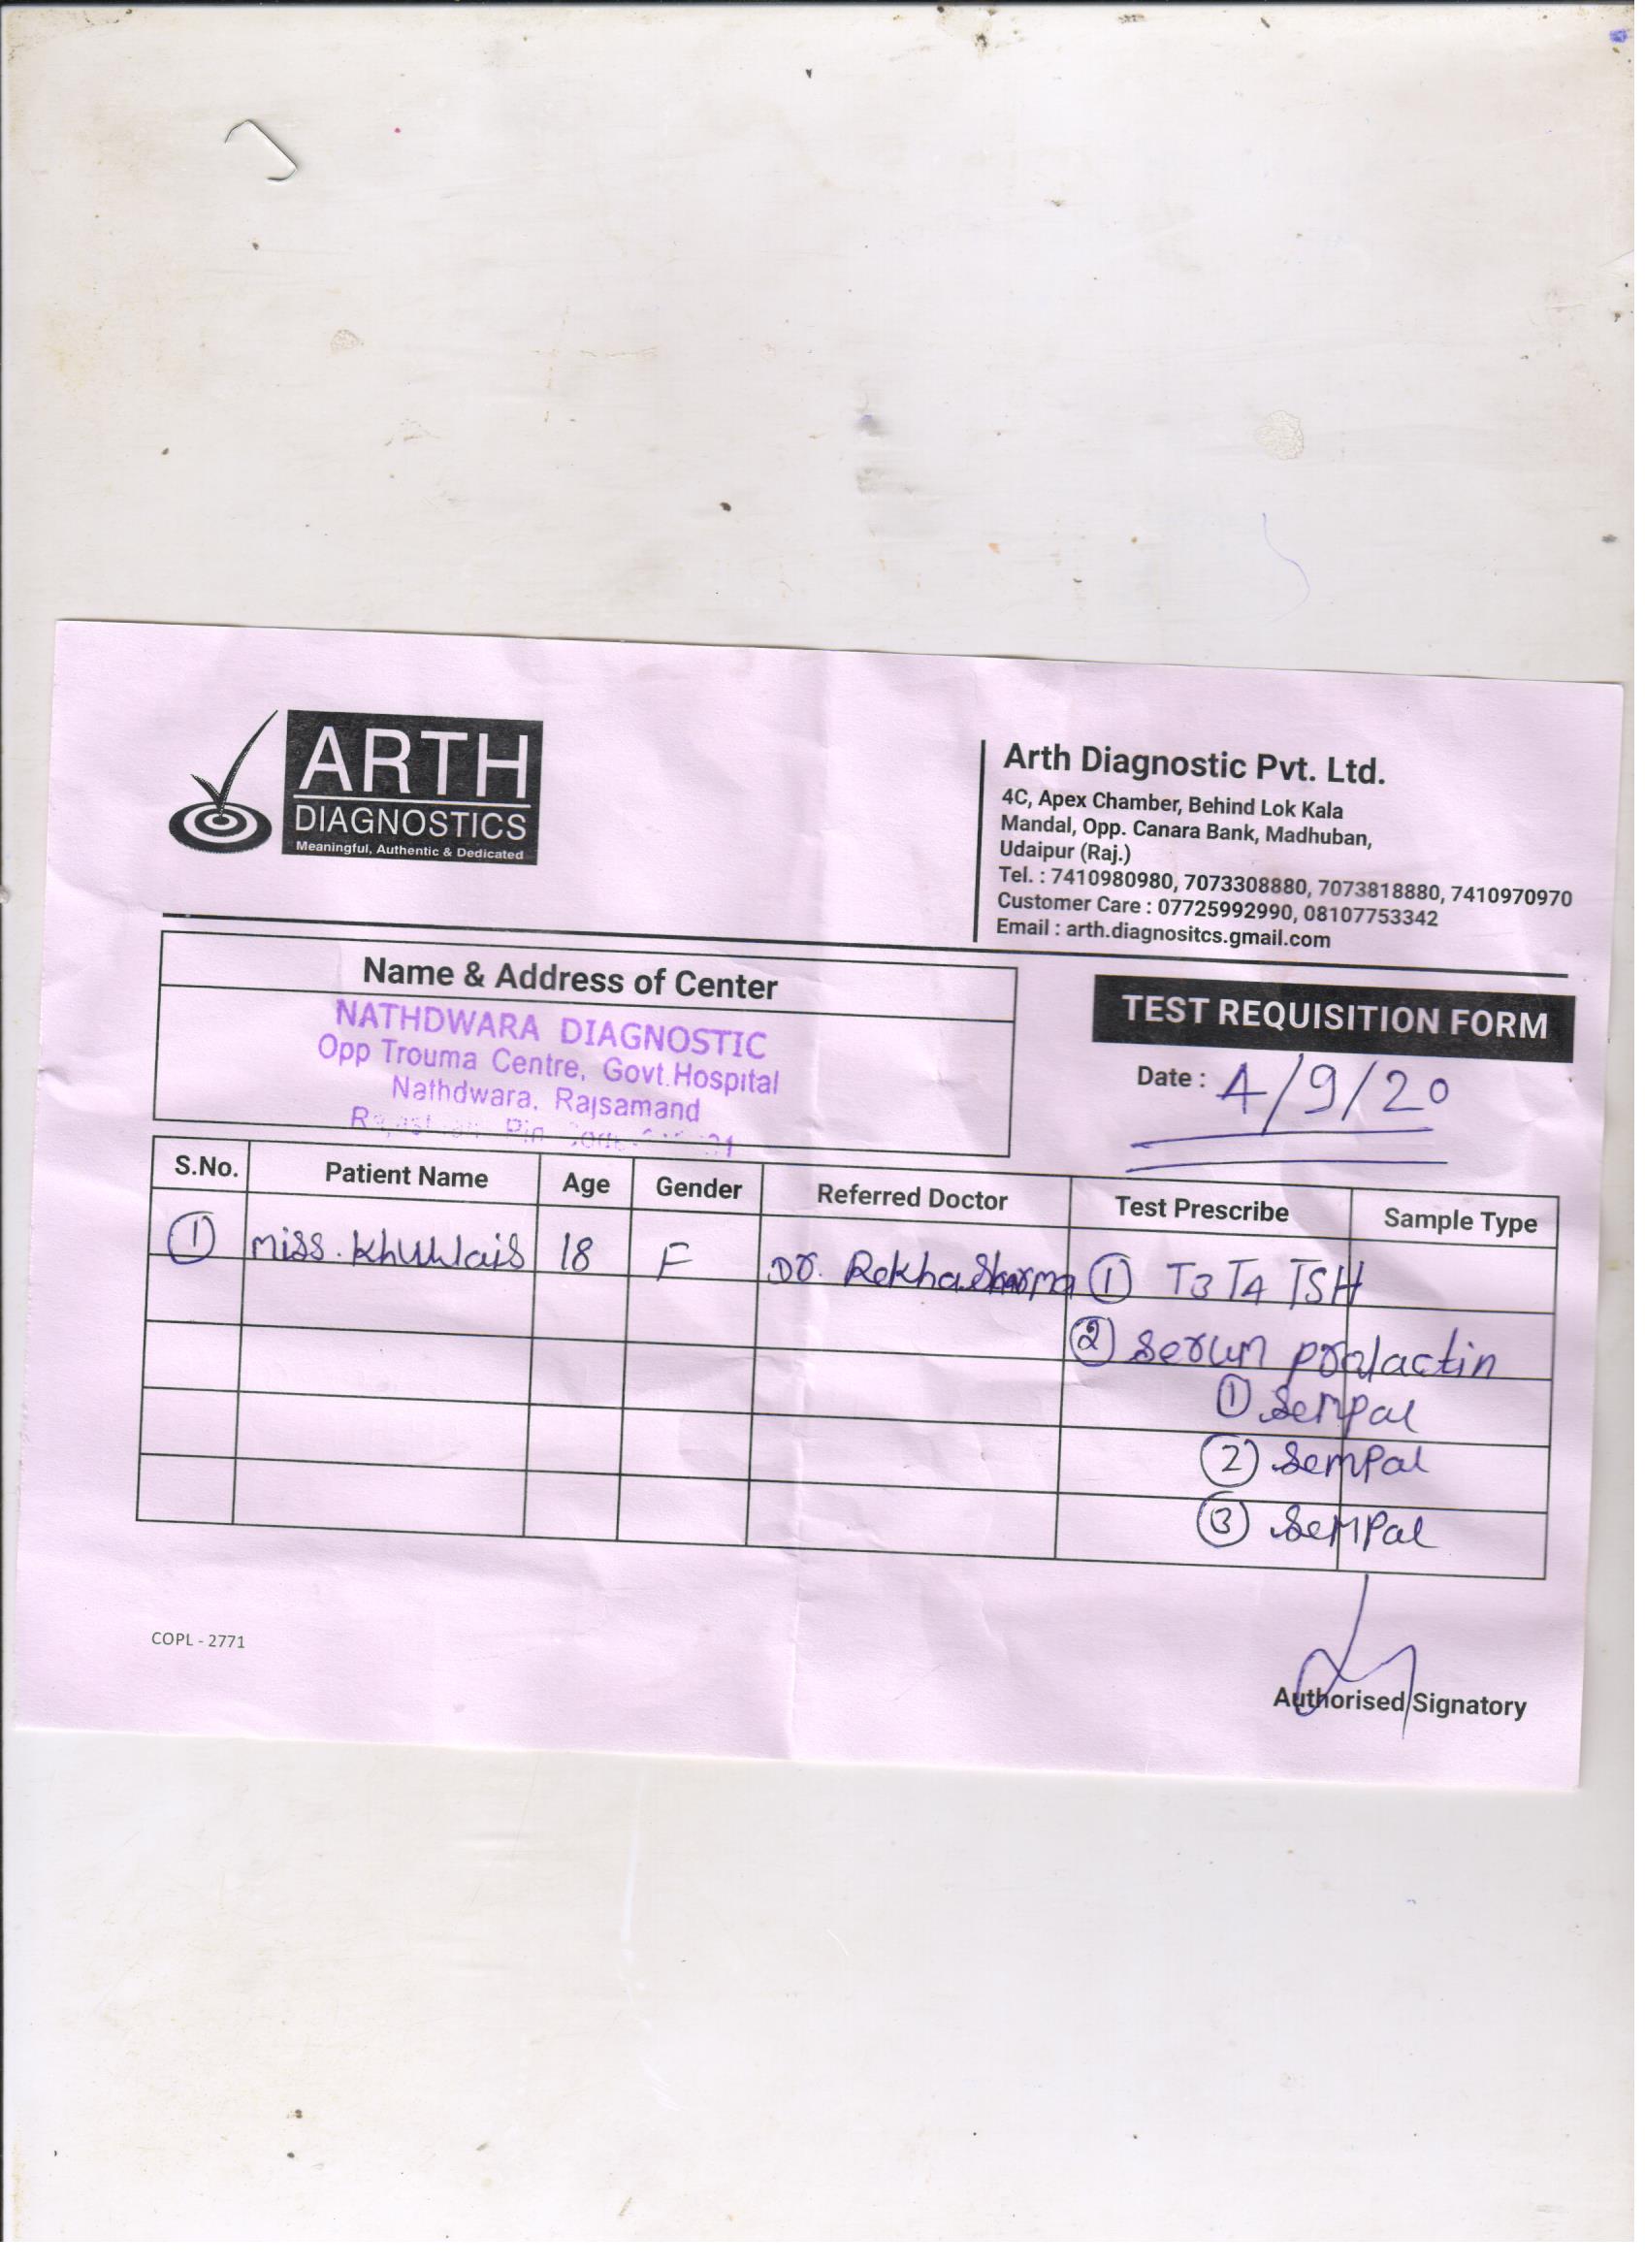 ARTH
DIAGNOSTICS
Meaningful, Authentic & Dedicated
Arth Diagnostic Pvt. Ltd.
4C, Apex Chamber, Behind Lok Kala
Mandal, Opp. Canara Bank, Madhuban,
Udaipur (Raj.)
Tel. : 7410980980, 7073308880, 7073818880, 7410970970
Customer Care : 07725992990, 08107753342
Email : arth.diagnositcs.gmail.com
Name & Address of Center
NATHDWARA DIAGNOSTIC
Opp Trouma Centre, Govt.Hospital
Nathdwara, Rajsamand
Pin
TEST REQUISITION FORM
Date : 4/9/20
S.No. Patient Name Age Gender Referred Doctor Test Prescribe Sample Type
1 Miss. 18 F Dr. Rekha Sharma 1 T3 T4 TSH
2 Serum prolactin
1 Sempal
2 Sempal
3 Sempal
COPL - 2771
Authorised Signatory